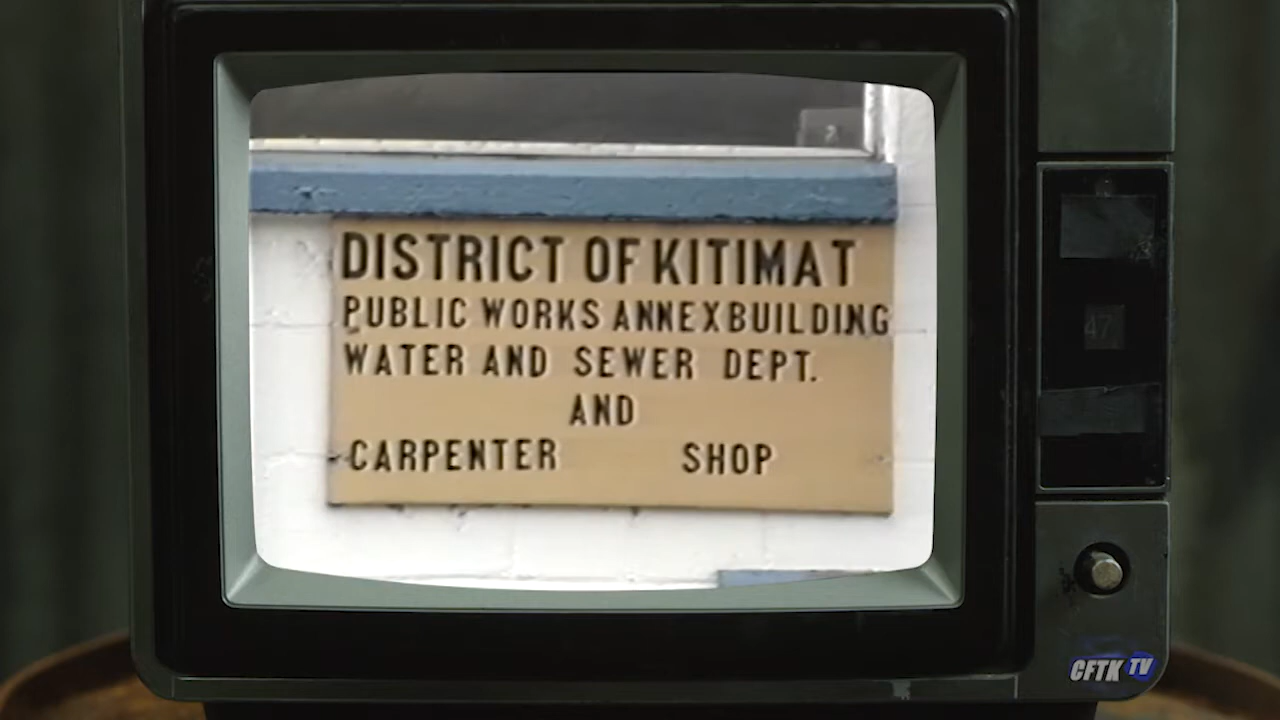 DISTRICT OF KITIMAT
PUBLIC WORKS ANNEX BUILDING
WATER AND SEWER DEPT.
AND
CARPENTER SHOP
47
CFTK TV